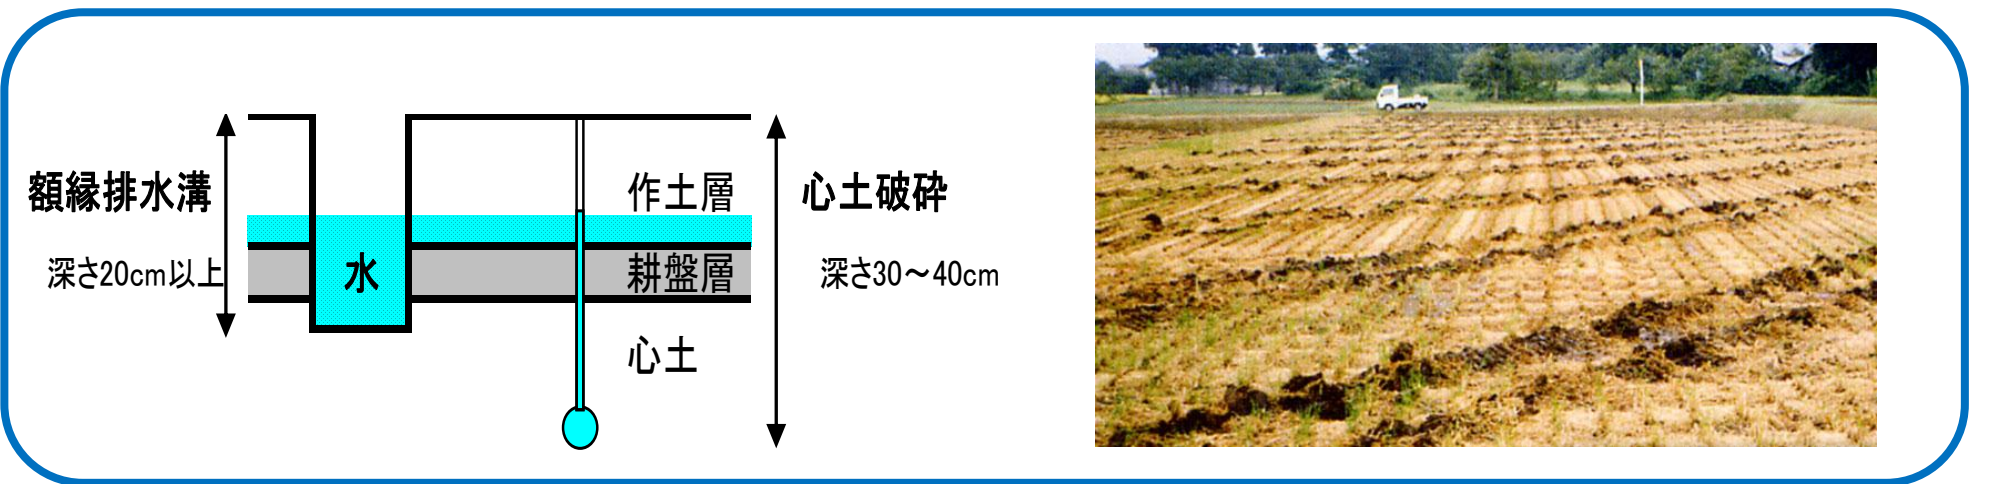 額縁排水溝
深さ20cm以上
水
作土層
耕盤層
心土
心土破砕
深さ30～40cm